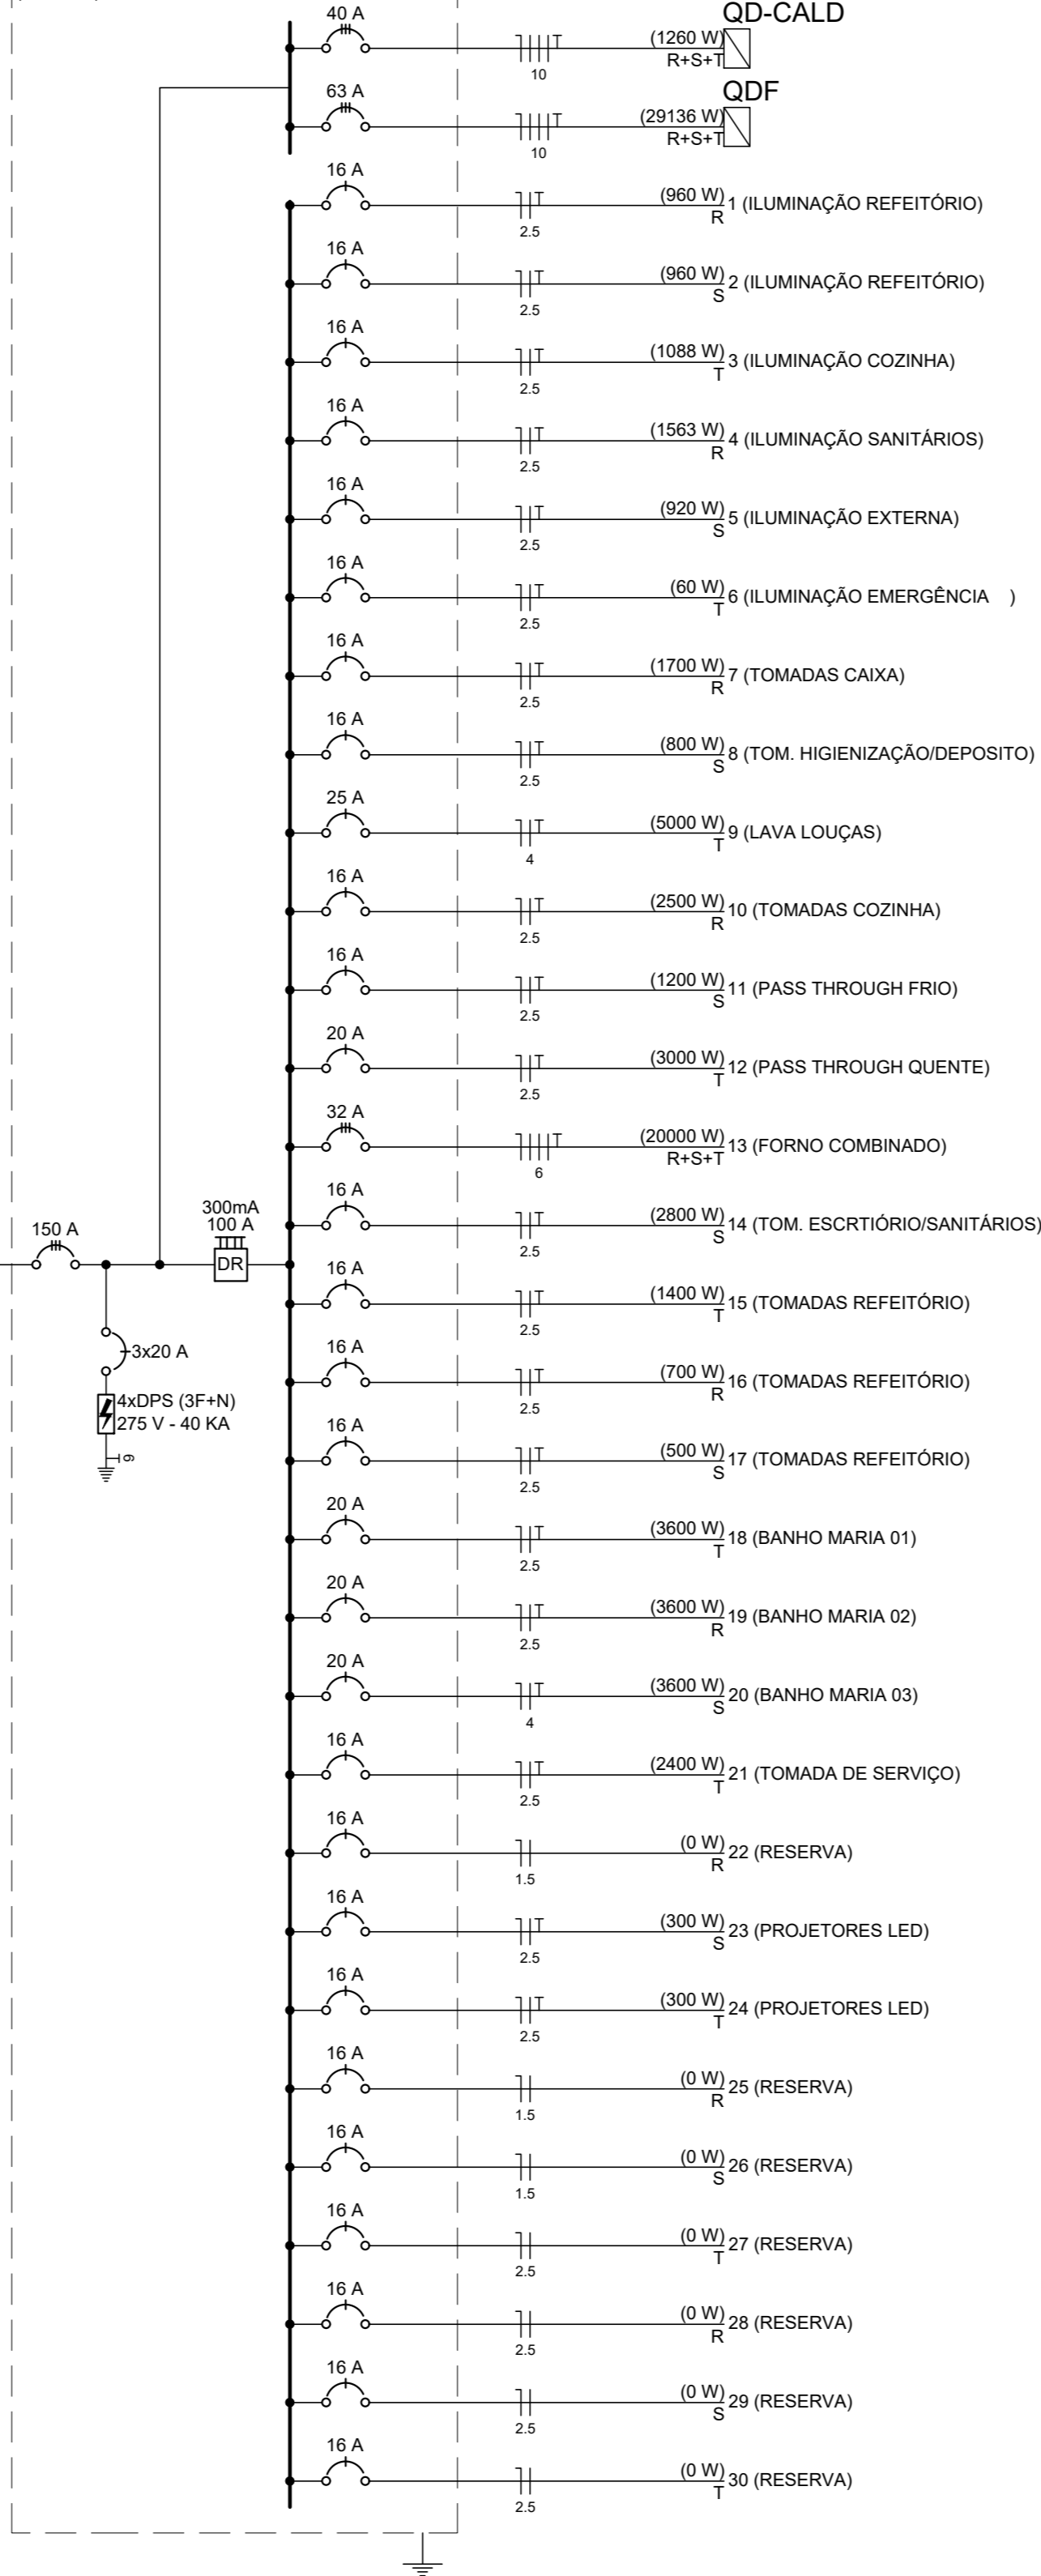 40 A
QD-CALD
(1260 W)
R+S+T
10
63 A
QDF
(29136 W)
R+S+T
10
16 A
(960 W) 1 (ILUMINAÇÃO REFEITÓRIO)
R
2.5
16 A
(960 W) 2 (ILUMINAÇÃO REFEITÓRIO)
S
2.5
16 A
(1088 W) 3 (ILUMINAÇÃO COZINHA)
T
2.5
16 A
(1563 W) 4 (ILUMINAÇÃO SANITÁRIOS)
R
2.5
16 A
(920 W) 5 (ILUMINAÇÃO EXTERNA)
S
2.5
16 A
(60 W) 6 (ILUMINAÇÃO EMERGÊNCIA )
T
2.5
16 A
(1700 W) 7 (TOMADAS CAIXA)
R
2.5
16 A
(800 W) 8 (TOM. HIGIENIZAÇÃO/DEPOSITO)
S
2.5
25 A
(5000 W) 9 (LAVA LOUÇAS)
T
4
16 A
(2500 W) 10 (TOMADAS COZINHA)
R
2.5
16 A
(1200 W) 11 (PASS THROUGH FRIO)
S
2.5
20 A
(3000 W) 12 (PASS THROUGH QUENTE)
T
2.5
32 A
(20000 W) 13 (FORNO COMBINADO)
R+S+T
6
16 A
(2800 W) 14 (TOM. ESCRTIÓRIO/SANITÁRIOS)
S
2.5
150 A
300mA
100 A
DR
3x20 A
4xDPS (3F+N)
275 V - 40 KA
T
6
16 A
(1400 W) 15 (TOMADAS REFEITÓRIO)
T
2.5
16 A
(700 W) 16 (TOMADAS REFEITÓRIO)
R
2.5
16 A
(500 W) 17 (TOMADAS REFEITÓRIO)
S
2.5
20 A
(3600 W) 18 (BANHO MARIA 01)
T
2.5
20 A
(3600 W) 19 (BANHO MARIA 02)
R
2.5
20 A
(3600 W) 20 (BANHO MARIA 03)
S
4
16 A
(2400 W) 21 (TOMADA DE SERVIÇO)
T
2.5
16 A
(0 W) 22 (RESERVA)
R
1.5
16 A
(300 W) 23 (PROJETORES LED)
S
2.5
16 A
(300 W) 24 (PROJETORES LED)
T
2.5
16 A
(0 W) 25 (RESERVA)
R
1.5
16 A
(0 W) 26 (RESERVA)
S
1.5
16 A
(0 W) 27 (RESERVA)
T
2.5
16 A
(0 W) 28 (RESERVA)
R
2.5
16 A
(0 W) 29 (RESERVA)
S
2.5
16 A
(0 W) 30 (RESERVA)
T
2.5